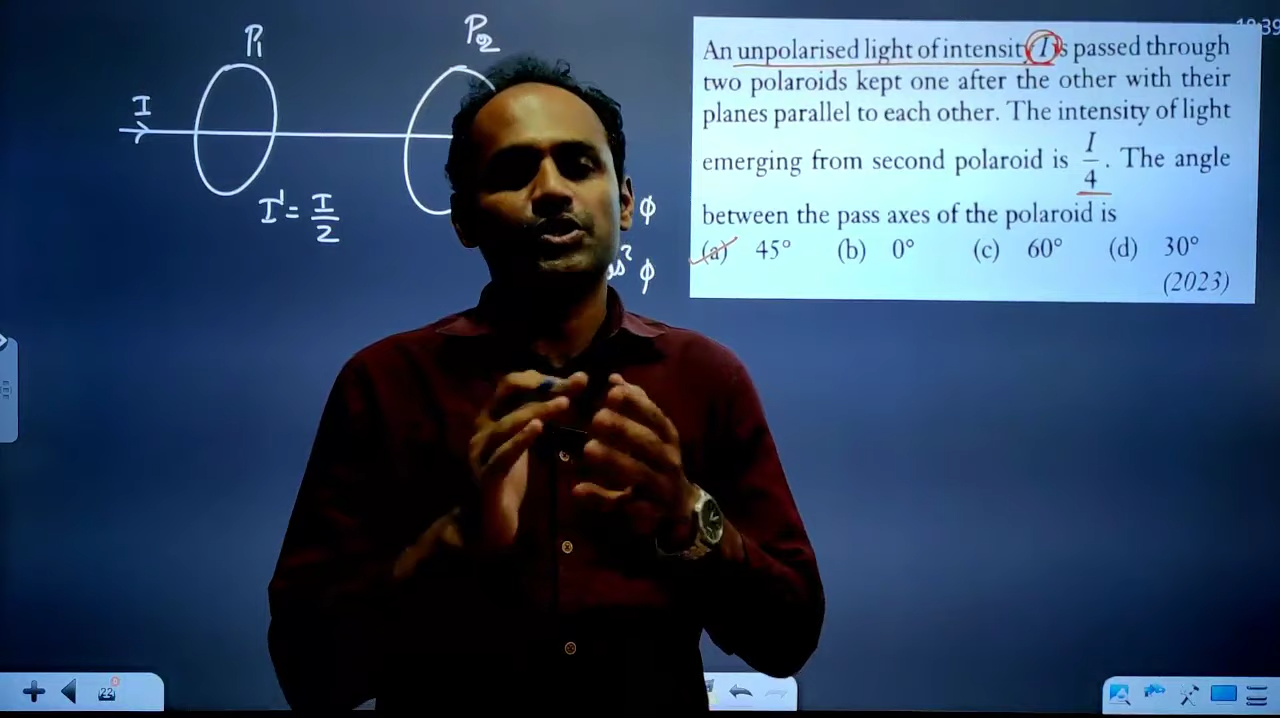 P₁
P₂
I
I' = I/2
φ
cos² φ
An unpolarised light of intensity I is passed through
two polaroids kept one after the other with their
planes parallel to each other. The intensity of light
emerging from second polaroid is I/4. The angle
between the pass axes of the polaroid is
(a) 45° (b) 0° (c) 60° (d) 30°
(2023)
22